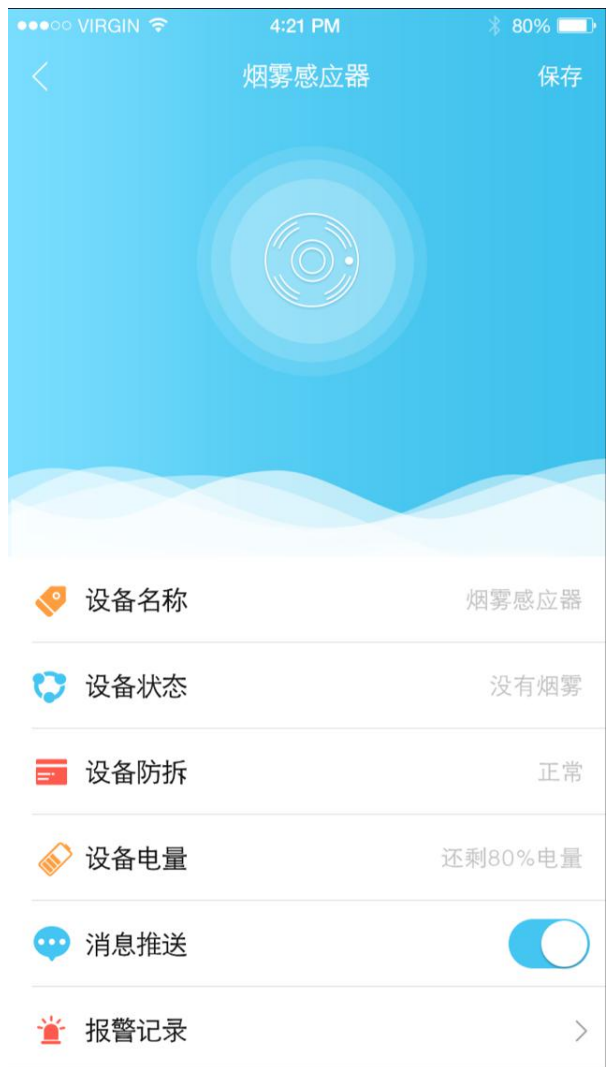 VIRGIN 4:21 PM 80%
烟雾感应器 保存
设备名称 烟雾感应器
设备状态 没有烟雾
设备防拆 正常
设备电量 还剩80%电量
消息推送
报警记录